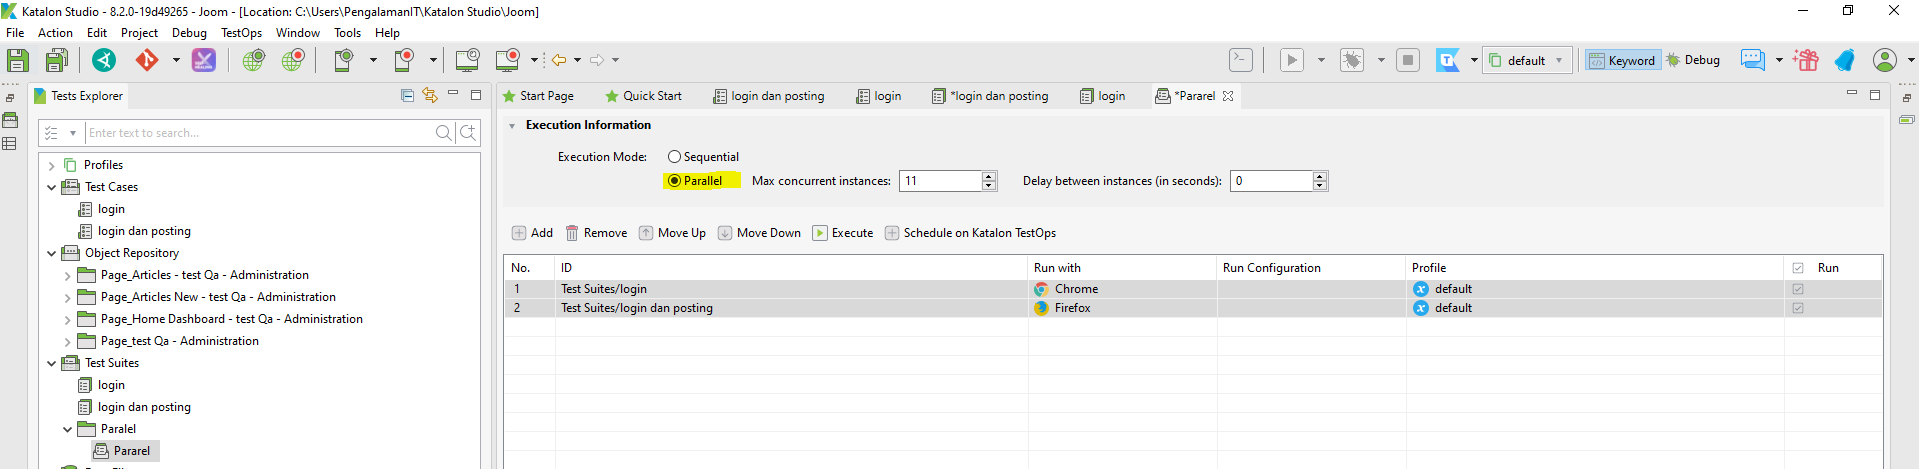 Katalon Studio - 8.2.0-19d49265 - Joom - [Location: C:\Users\PengalamanIT\Katalon Studio\Joom]
File Action Edit Project Debug TestOps Window Tools Help
default Keyword Debug
Tests Explorer
Enter text to search...
Profiles
Test Cases
login
login dan posting
Object Repository
Page_Articles - test Qa - Administration
Page_Articles New - test Qa - Administration
Page_Home Dashboard - test Qa - Administration
Page_test Qa - Administration
Test Suites
login
login dan posting
Paralel
Pararel
Start Page Quick Start login dan posting login *login dan posting login *Pararel
Execution Information
Execution Mode: Sequential
Parallel Max concurrent instances: 11 Delay between instances (in seconds): 0
Add Remove Move Up Move Down Execute Schedule on Katalon TestOps
No. ID Run with Run Configuration Profile Run
1 Test Suites/login Chrome default
2 Test Suites/login dan posting Firefox default